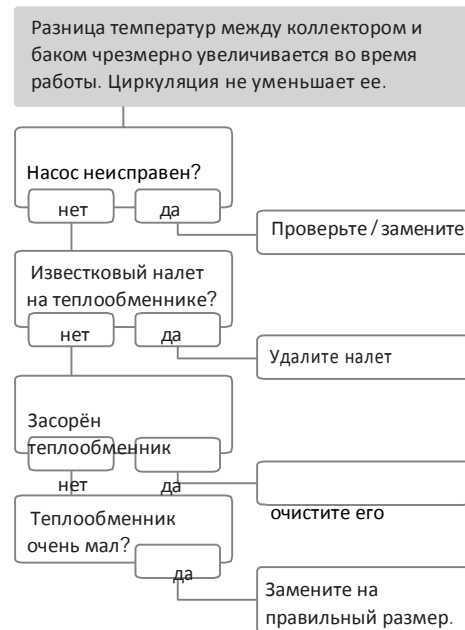 Разница температур между коллектором и
баком чрезмерно увеличивается во время
работы. Циркуляция не уменьшает ее.
Насос неисправен?
нет
да
Проверьте / замените
Известковый налет
на теплообменнике?
нет
да
Удалите налет
Засорён
теплообменник
нет
да
очистите его
Теплообменник
очень мал?
да
Замените на
правильный размер.